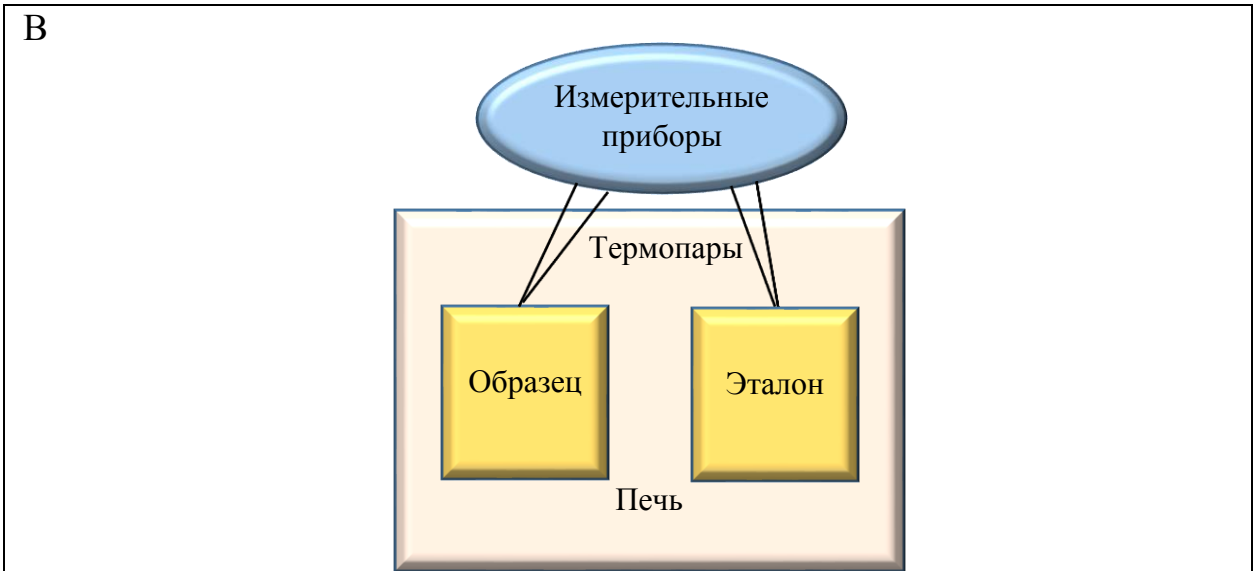 В
Измерительные
приборы
Термопары
Образец
Эталон
Печь